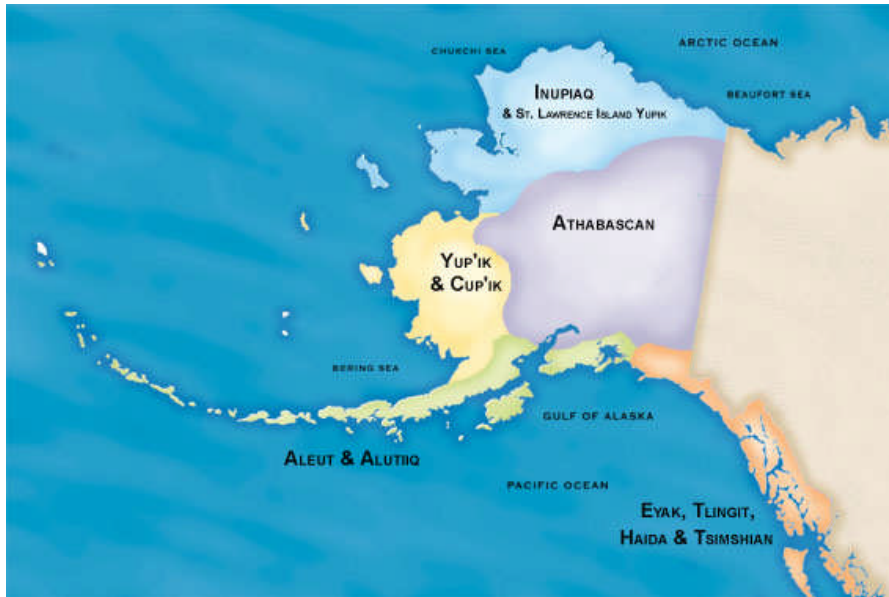 CHUKCHI SEA
ARCTIC OCEAN
BEAUFORT SEA
INUPIAQ
& ST. LAWRENCE ISLAND YUPIK
ATHABASCAN
YUP'IK
& CUP'IK
BERING SEA
GULF OF ALASKA
ALEUT & ALUTIIQ
PACIFIC OCEAN
EYAK, TLINGIT,
HAIDA & TSIMSHIAN